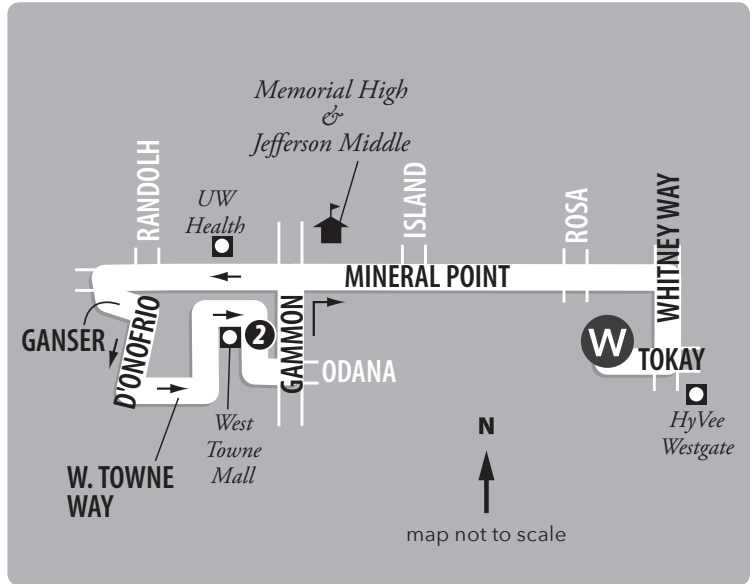 Memorial High
&
Jefferson Middle
RANDOLH
UW
Health
ISLAND
ROSA
WHITNEY WAY
MINERAL POINT
GANSER
D'ONOFRIO
2
GAMMON
ODANA
W
TOKAY
West
Towne
Mall
HyVee
Westgate
W. TOWNE
WAY
N
map not to scale